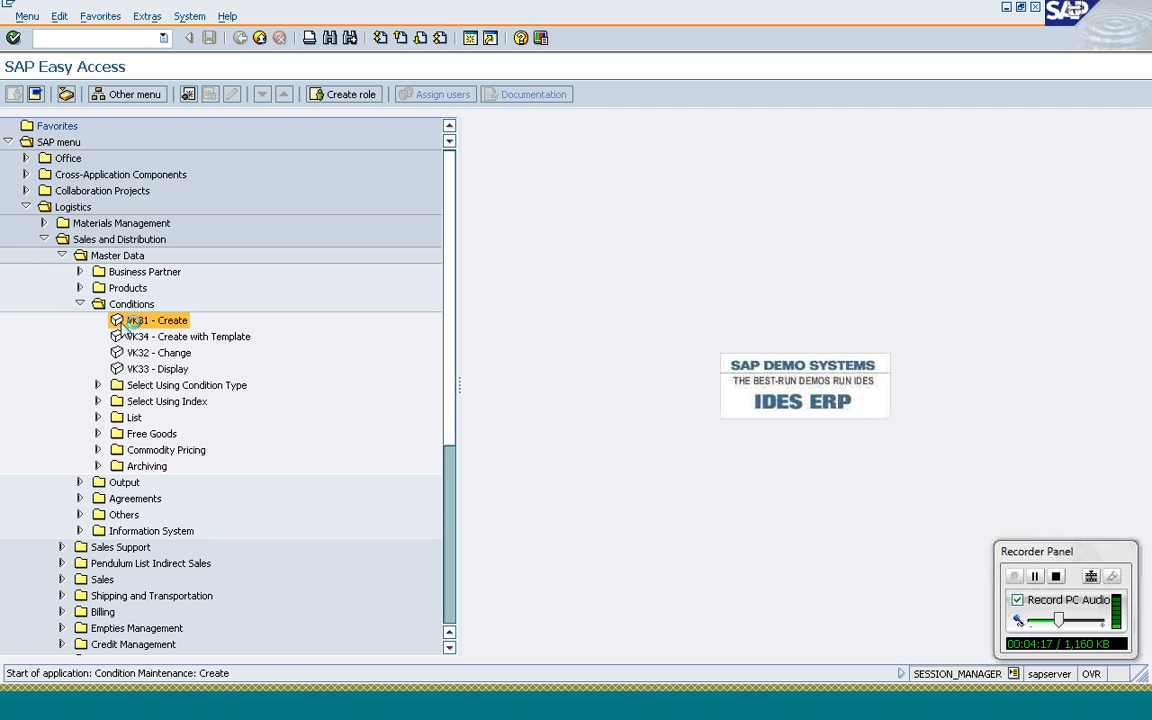 Menu Edit Favorites Extras System Help
SAP
SAP Easy Access
Other menu Create role Assign users Documentation
Favorites
SAP menu
Office
Cross-Application Components
Collaboration Projects
Logistics
Materials Management
Sales and Distribution
Master Data
Business Partner
Products
Conditions
VK31 - Create
VK34 - Create with Template
VK32 - Change
VK33 - Display
Select Using Condition Type
Select Using Index
List
Free Goods
Commodity Pricing
Archiving
Output
Agreements
Others
Information System
Sales Support
Pendulum List Indirect Sales
Sales
Shipping and Transportation
Billing
Empties Management
Credit Management
SAP DEMO SYSTEMS
THE BEST-RUN DEMOS RUN IDES
IDES ERP
Recorder Panel
Record PC Audio
00:04:17 / 1,160 KB
Start of application: Condition Maintenance: Create
SESSION_MANAGER sapserver OVR